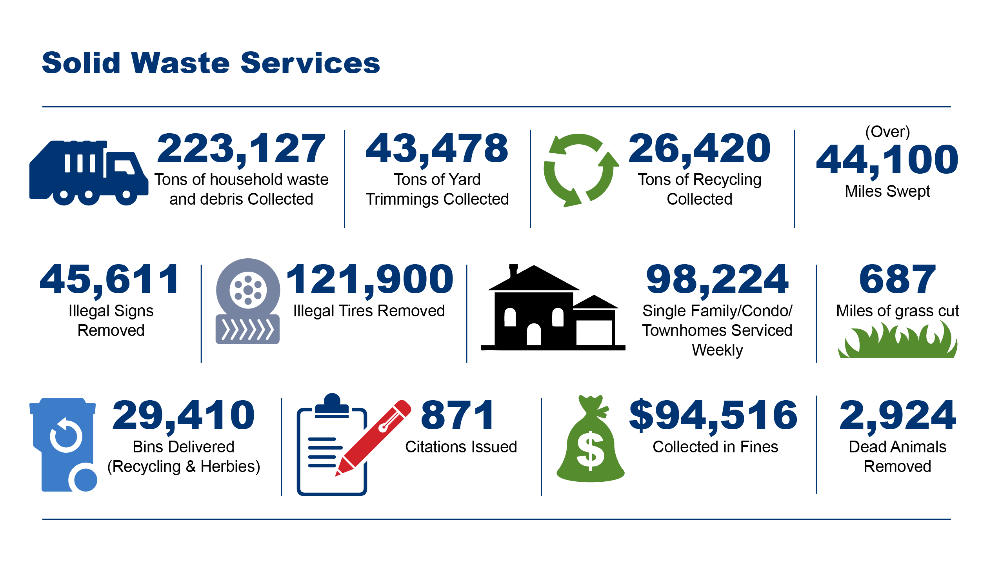 Solid Waste Services
223,127
Tons of household waste
and debris Collected
43,478
Tons of Yard
Trimmings Collected
26,420
Tons of Recycling
Collected
(Over)
44,100
Miles Swept
45,611
Illegal Signs
Removed
121,900
Illegal Tires Removed
98,224
Single Family/Condo/
Townhomes Serviced
Weekly
687
Miles of grass cut
29,410
Bins Delivered
(Recycling & Herbies)
871
Citations Issued
$
$94,516
Collected in Fines
2,924
Dead Animals
Removed